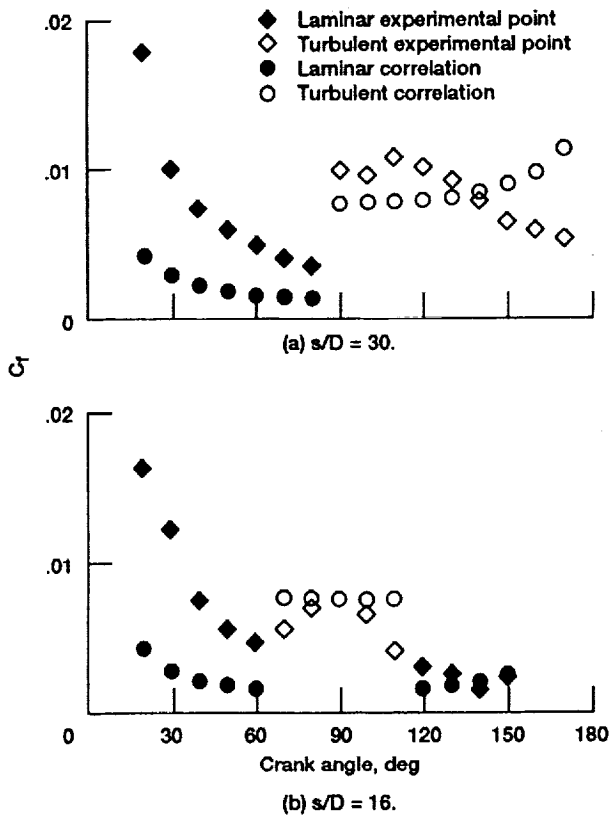 .02
Laminar experimental point
Turbulent experimental point
Laminar correlation
Turbulent correlation
.01
0
(a) s/D = 30.
Cf
.02
.01
0 30 60 90 120 150 180
Crank angle, deg
(b) s/D = 16.